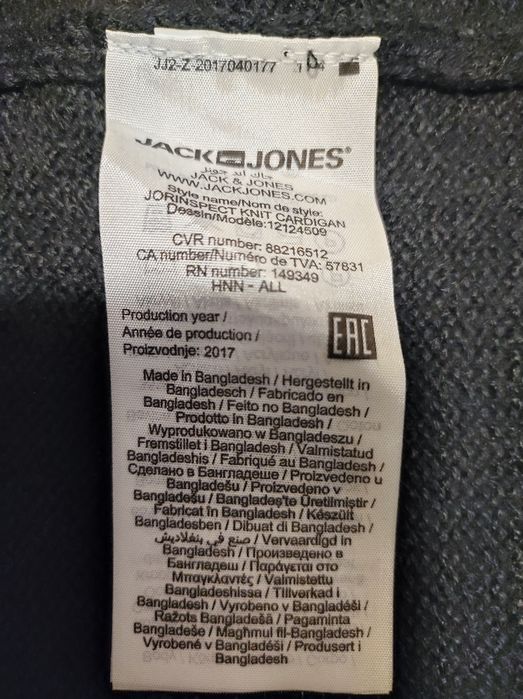 JJ2-Z-2017040177
JACK JONES®
جاك اند جونز
JACK & JONES
WWW.JACKJONES.COM
Style name/Nom de style:
JORINSPECT KNIT CARDIGAN
Dessin/Modèle:12124509
CVR number: 88216512
CA number/Numéro de TVA: 57831
RN number: 149349
HNN - ALL
Production year /
Année de production /
Proizvodnje: 2017
EAC
Made in Bangladesh / Hergestellt in
Bangladesch / Fabricado en
Bangladesh / Feito no Bangladesh /
Prodotto in Bangladesh /
Wyprodukowano w Bangladeszu /
Fremstillet i Bangladesh / Valmistatud
Bangladeshis / Fabriqué au Bangladesh /
Сделано в Бангладеше / Proizvedeno u
Bangladešu / Proizvedeno v
Bangladešu / Bangladeş'te Üretilmiştir /
Fabricat în Bangladesh / Készült
Bangladesben / Dibuat di Bangladesh /
صنع في بنغلاديش / Vervaardigd in
Bangladesh / Произведено в
Бангладеш / Παράγεται στο
Μπαγκλαντές / Valmistettu
Bangladeshissa / Tillverkad i
Bangladesh / Vyrobeno v Bangladéši /
Ražots Bangladešā / Pagaminta
Bangladeše / Magħmul fil-Bangladesh /
Vyrobené v Bangladéši / Produsert i
Bangladesh